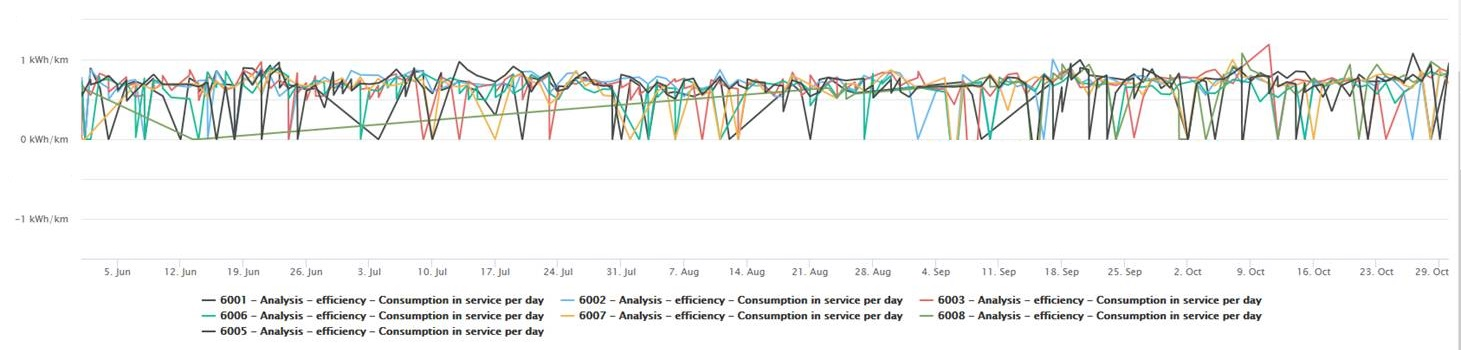 1 kWh/km
0 kWh/km
-1 kWh/km
5. Jun 12. Jun 19. Jun 26. Jun 3. Jul 10. Jul 17. Jul 24. Jul 31. Jul 7. Aug 14. Aug 21. Aug 28. Aug 4. Sep 11. Sep 18. Sep 25. Sep 2. Oct 9. Oct 16. Oct 23. Oct 29. Oct
6001 – Analysis – efficiency – Consumption in service per day 6002 – Analysis – efficiency – Consumption in service per day 6003 – Analysis – efficiency – Consumption in service per day
6006 – Analysis – efficiency – Consumption in service per day 6007 – Analysis – efficiency – Consumption in service per day 6008 – Analysis – efficiency – Consumption in service per day
6005 – Analysis – efficiency – Consumption in service per day